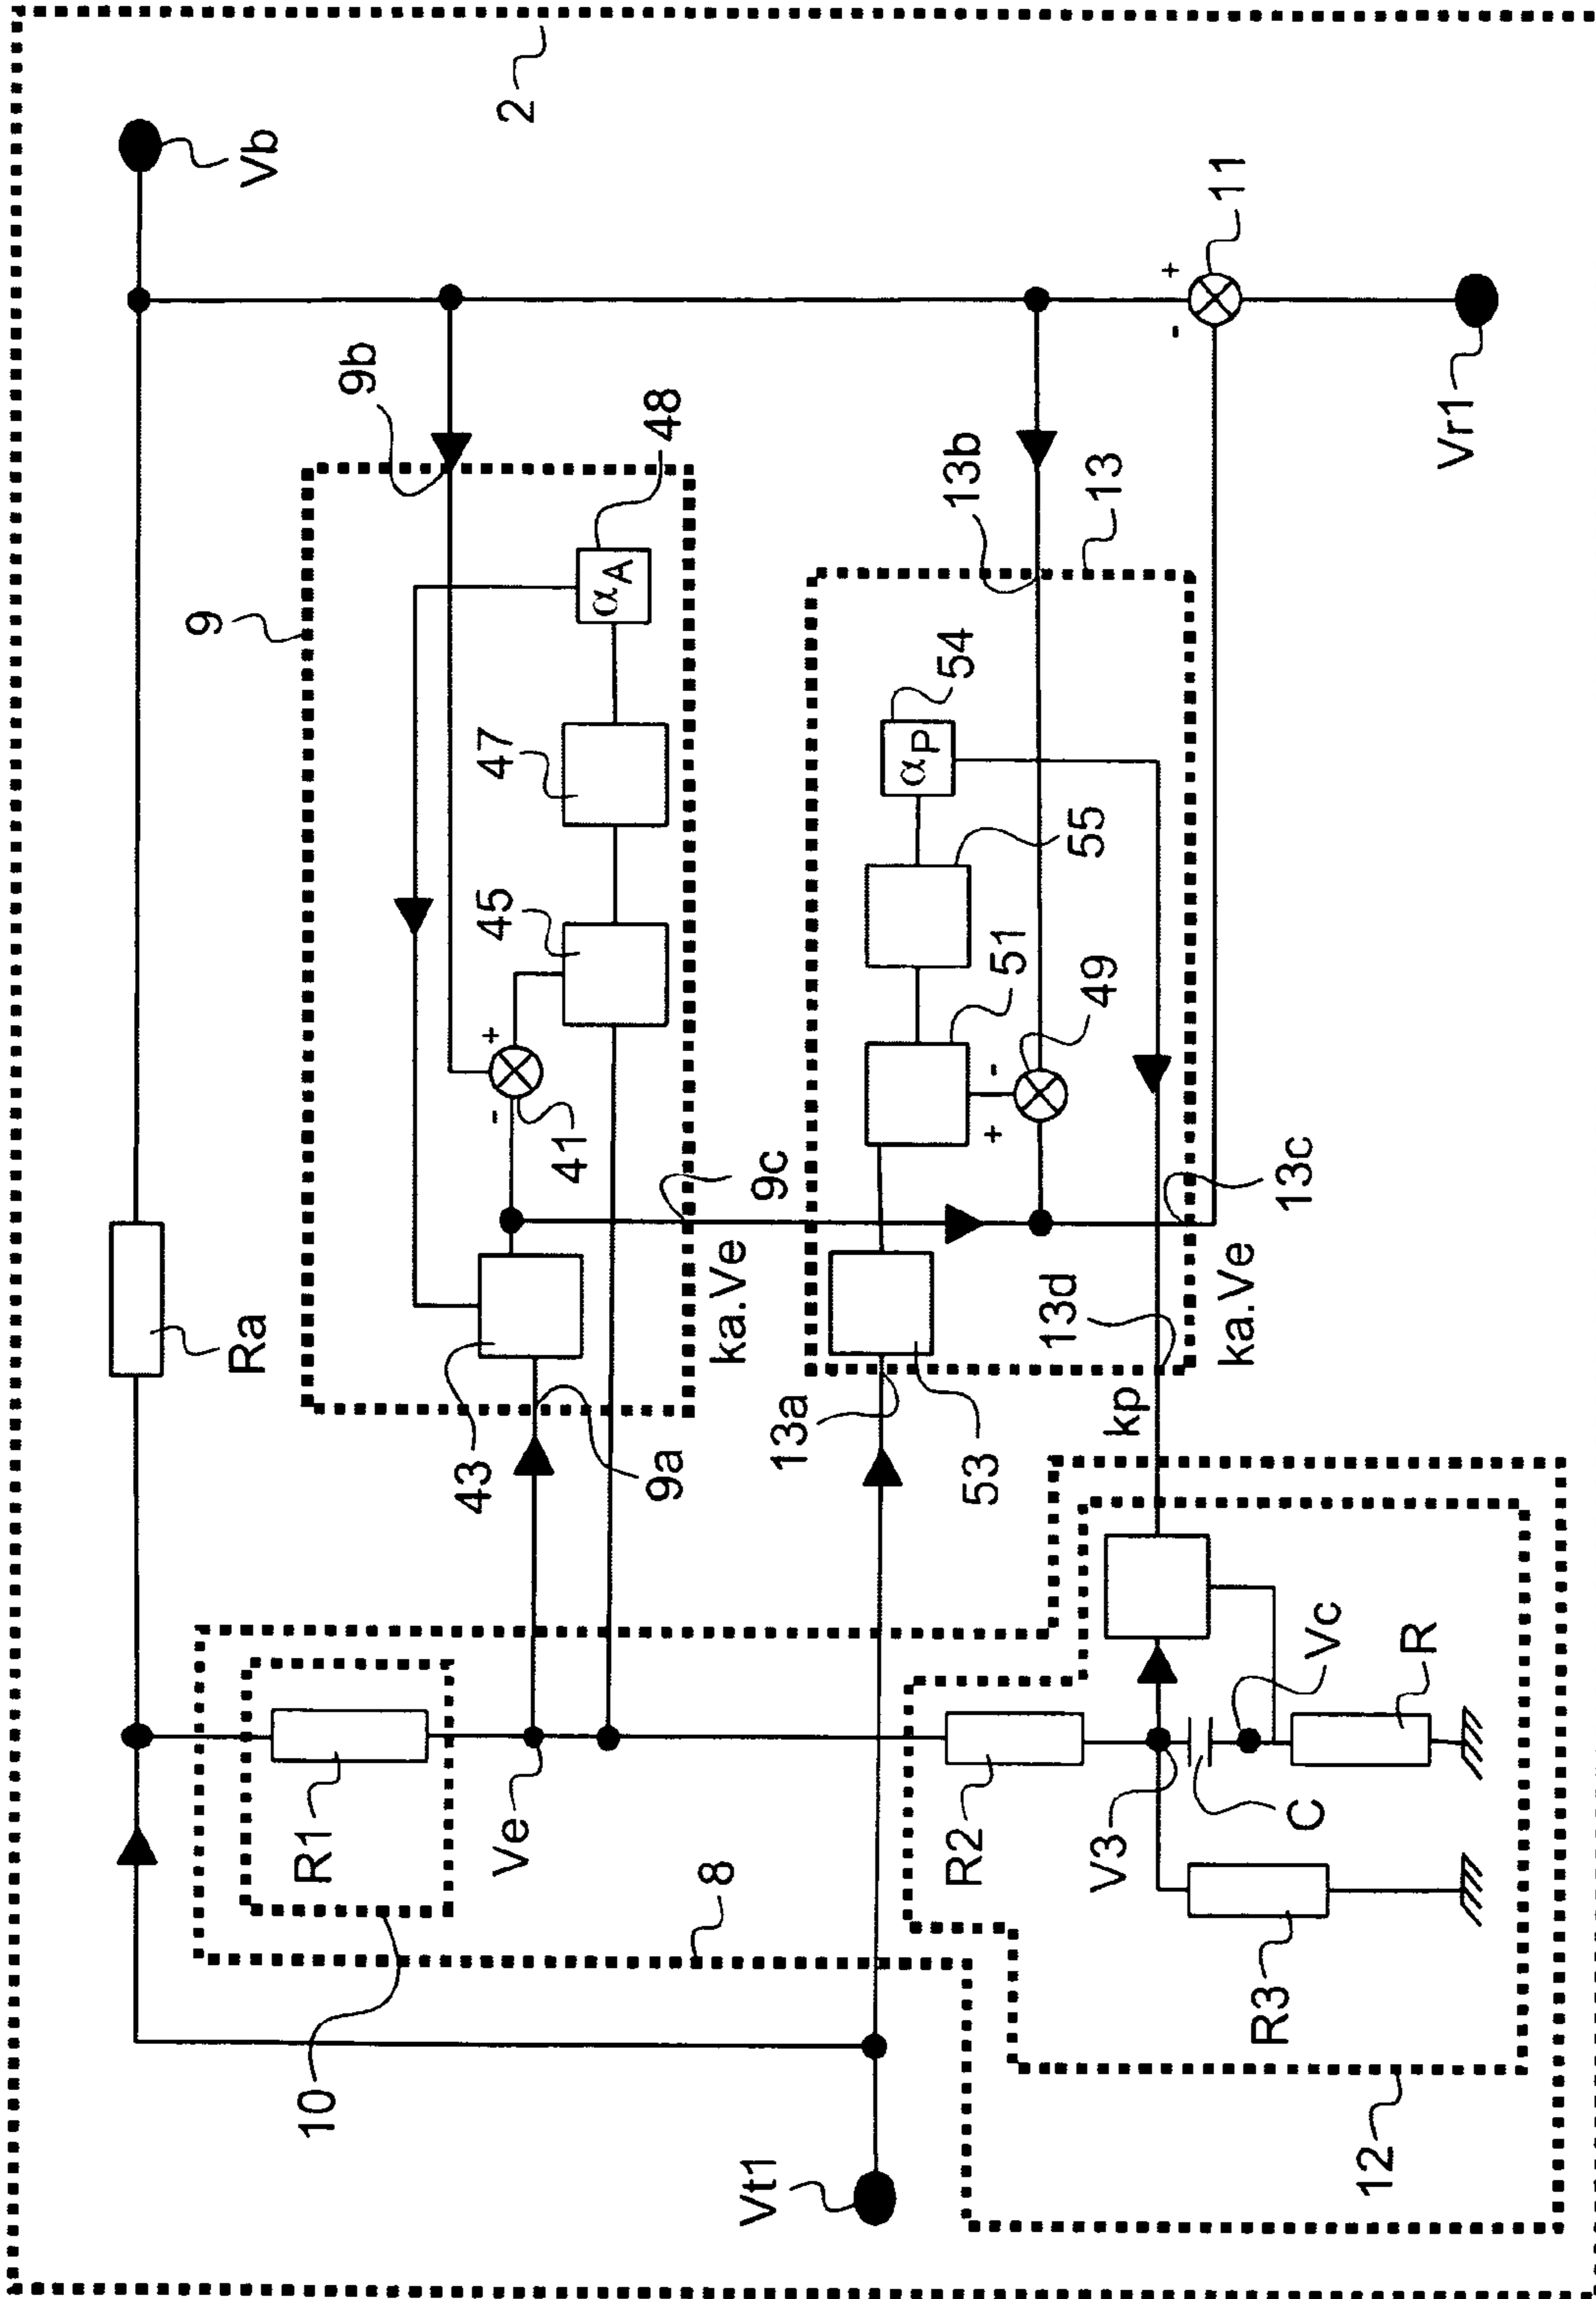 2
Vb
Ra
9
9b
48
αA
47
45
+
-
41
43
9a
9c
ka.Ve
R1
10
Ve
8
Vt1
13a
53
13b
13
54
αP
55
51
49
-
+
13c
13d
ka.Ve
kp
R2
V3
C
Vc
R
R3
12
+
-
11
Vr1